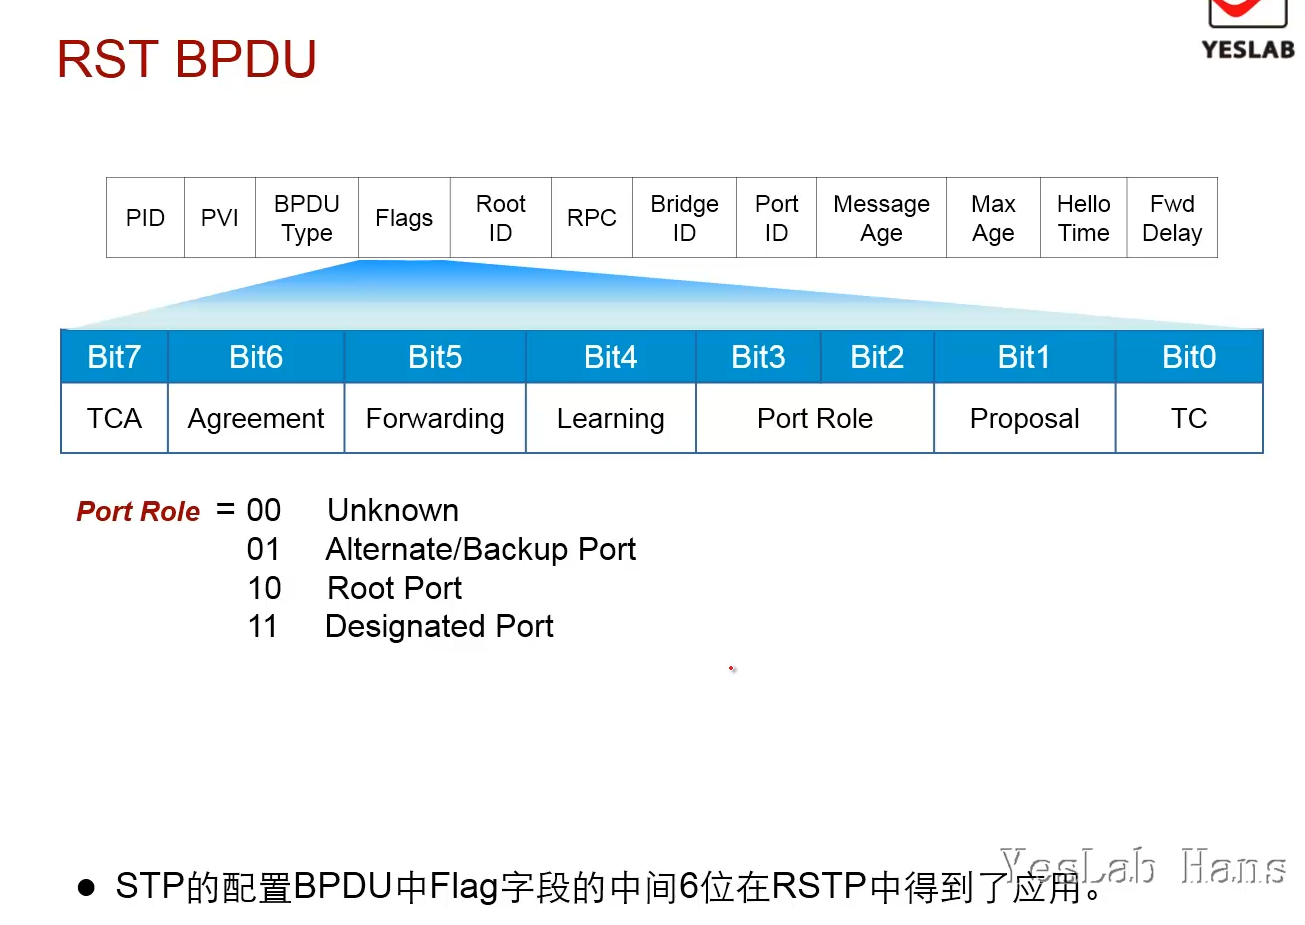 YESLAB
RST BPDU
PID PVI BPDU Type Flags Root ID RPC Bridge ID Port ID Message Age Max Age Hello Time Fwd Delay
Bit7 Bit6 Bit5 Bit4 Bit3 Bit2 Bit1 Bit0
TCA Agreement Forwarding Learning Port Role Proposal TC
Port Role = 00 Unknown
01 Alternate/Backup Port
10 Root Port
11 Designated Port
YesLab Hans
● STP的配置BPDU中Flag字段的中间6位在RSTP中得到了应用。